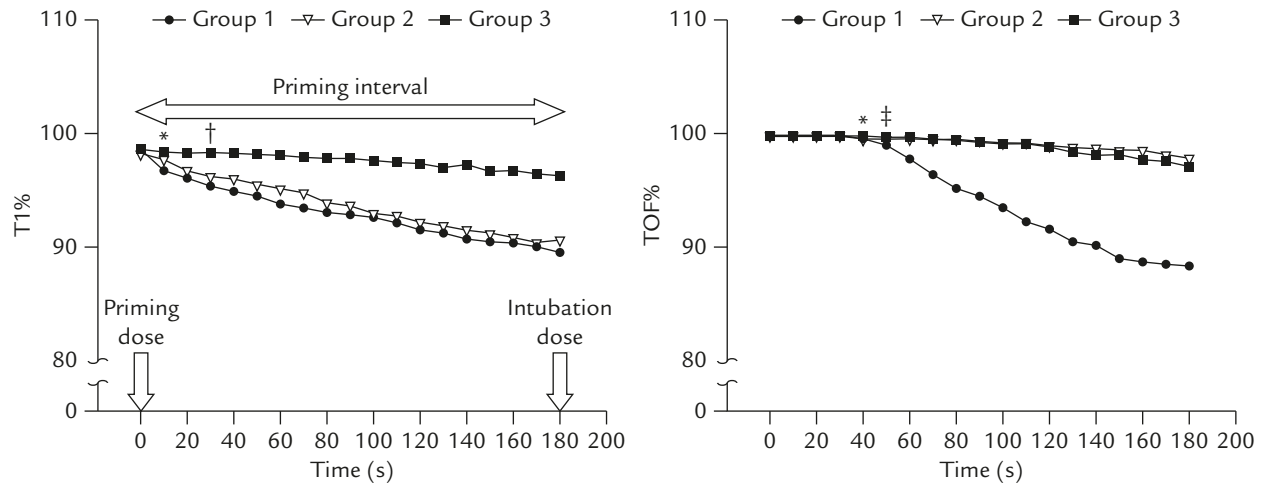 Group 1 Group 2 Group 3
110
100
90
80
0
T1%
Priming interval
*
†
Priming
dose
Intubation
dose
0 20 40 60 80 100 120 140 160 180 200
Time (s)
Group 1 Group 2 Group 3
110
100
90
80
0
TOF%
*
‡
0 20 40 60 80 100 120 140 160 180 200
Time (s)